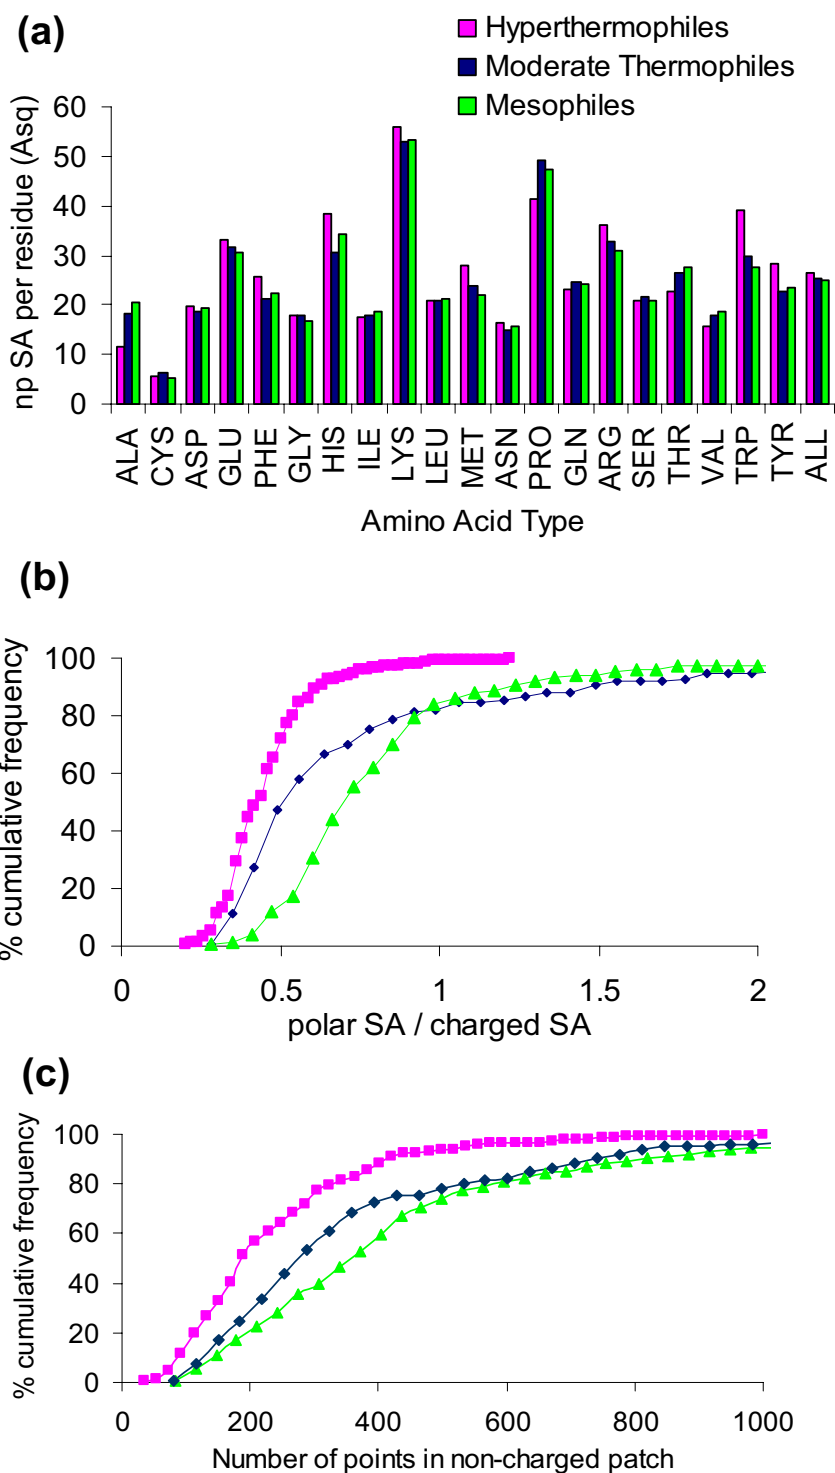 (a)
Hyperthermophiles
Moderate Thermophiles
Mesophiles
np SA per residue (Asq)
60
50
40
30
20
10
0
ALA CYS ASP GLU PHE GLY HIS ILE LYS LEU MET ASN PRO GLN ARG SER THR VAL TRP TYR ALL
Amino Acid Type
(b)
% cumulative frequency
100
80
60
40
20
0
0 0.5 1 1.5 2
polar SA / charged SA
(c)
% cumulative frequency
100
80
60
40
20
0
0 200 400 600 800 1000
Number of points in non-charged patch